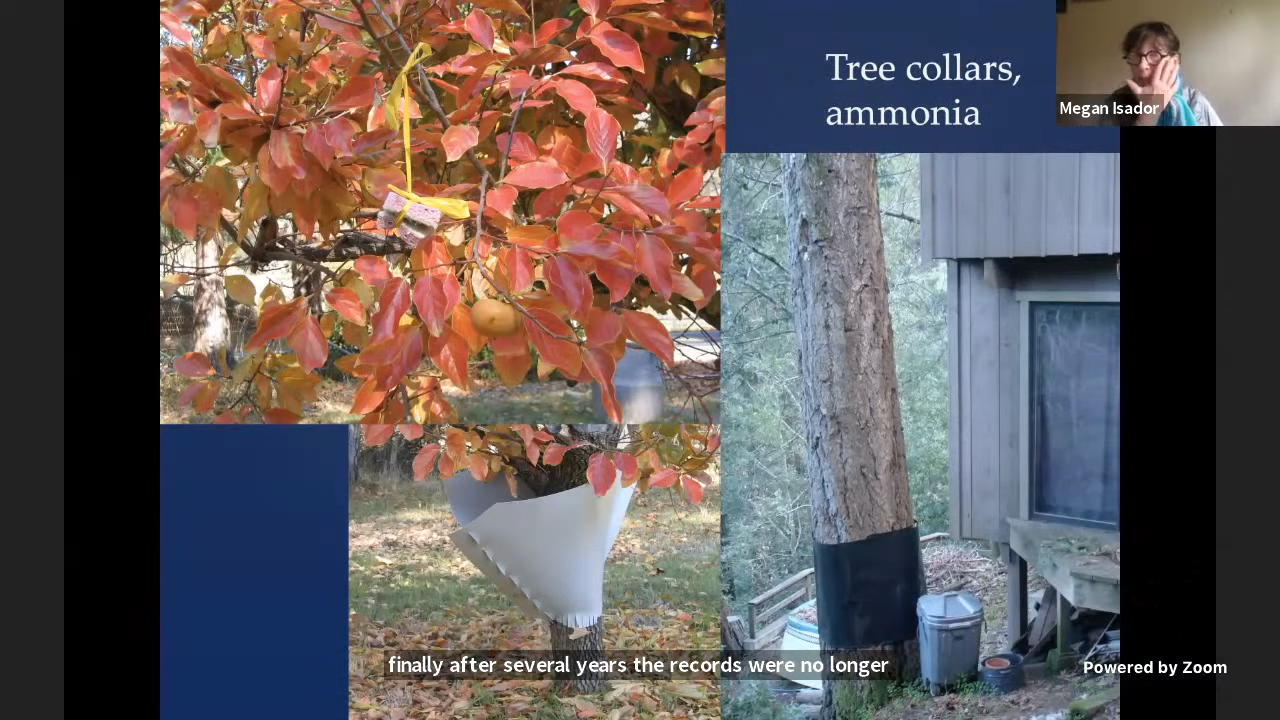 Tree collars,
ammonia
Megan Isador
finally after several years the records were no longer
Powered by Zoom